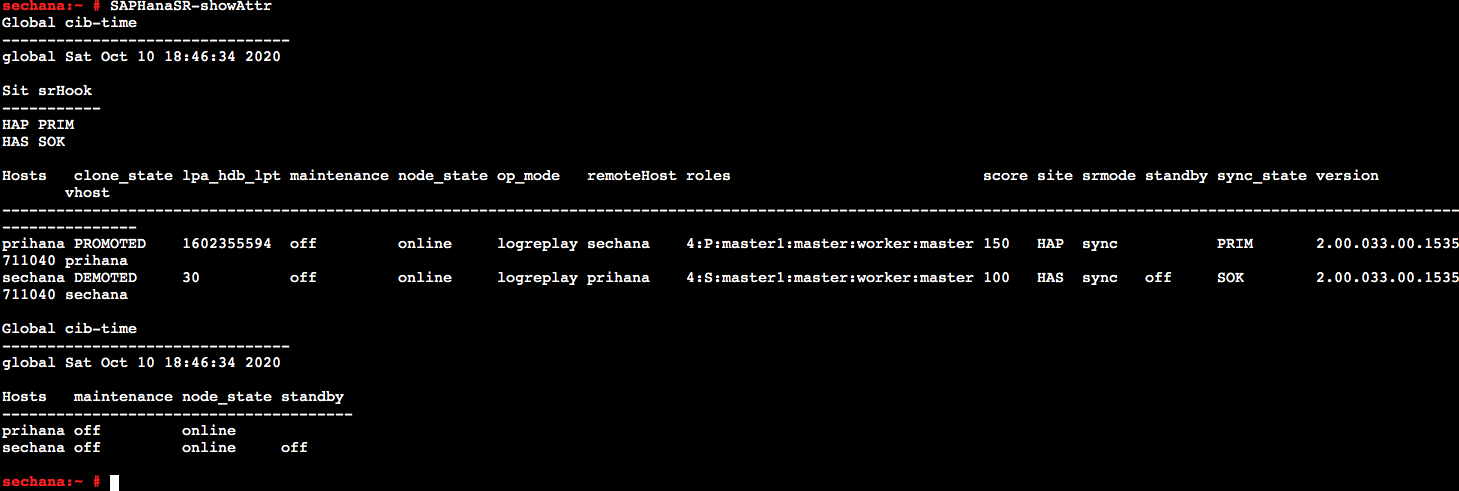 sechana:~ # SAPHanaSR-showAttr
Global cib-time
--------------------------------
global Sat Oct 10 18:46:34 2020
Sit srHook
-----------
HAP PRIM
HAS SOK
Hosts   clone_state lpa_hdb_lpt maintenance node_state op_mode   remoteHost roles                            score site srmode standby sync_state version
       vhost
------------------------------------------------------------------------------------------------------------------------------------------------------------------
---------------
prihana PROMOTED    1602355594  off         online     logreplay sechana    4:P:master1:master:worker:master 150   HAP  sync           PRIM       2.00.033.00.1535
711040 prihana
sechana DEMOTED     30          off         online     logreplay prihana    4:S:master1:master:worker:master 100   HAS  sync   off     SOK        2.00.033.00.1535
711040 sechana
Global cib-time
--------------------------------
global Sat Oct 10 18:46:34 2020
Hosts   maintenance node_state standby
---------------------------------------
prihana off         online
sechana off         online     off
sechana:~ #